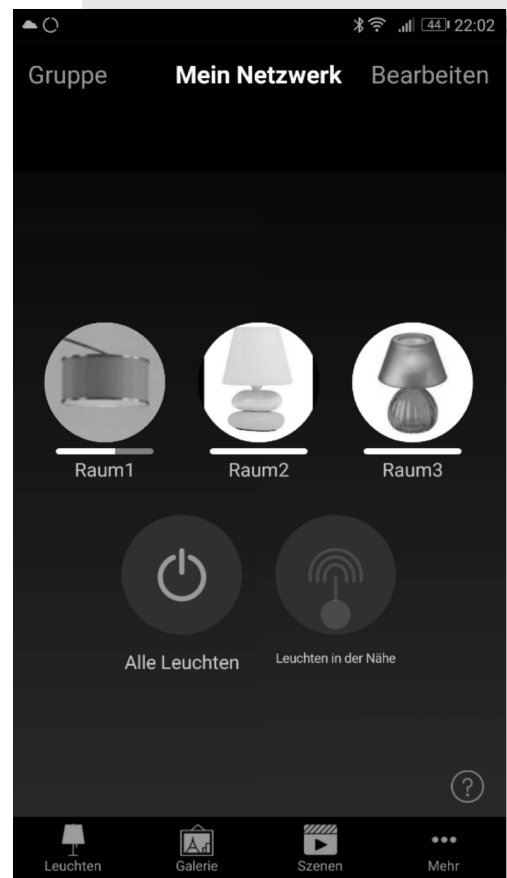 44 22:02
Gruppe Mein Netzwerk Bearbeiten
Raum1 Raum2 Raum3
Alle Leuchten Leuchten in der Nähe
?
Leuchten Galerie Szenen Mehr